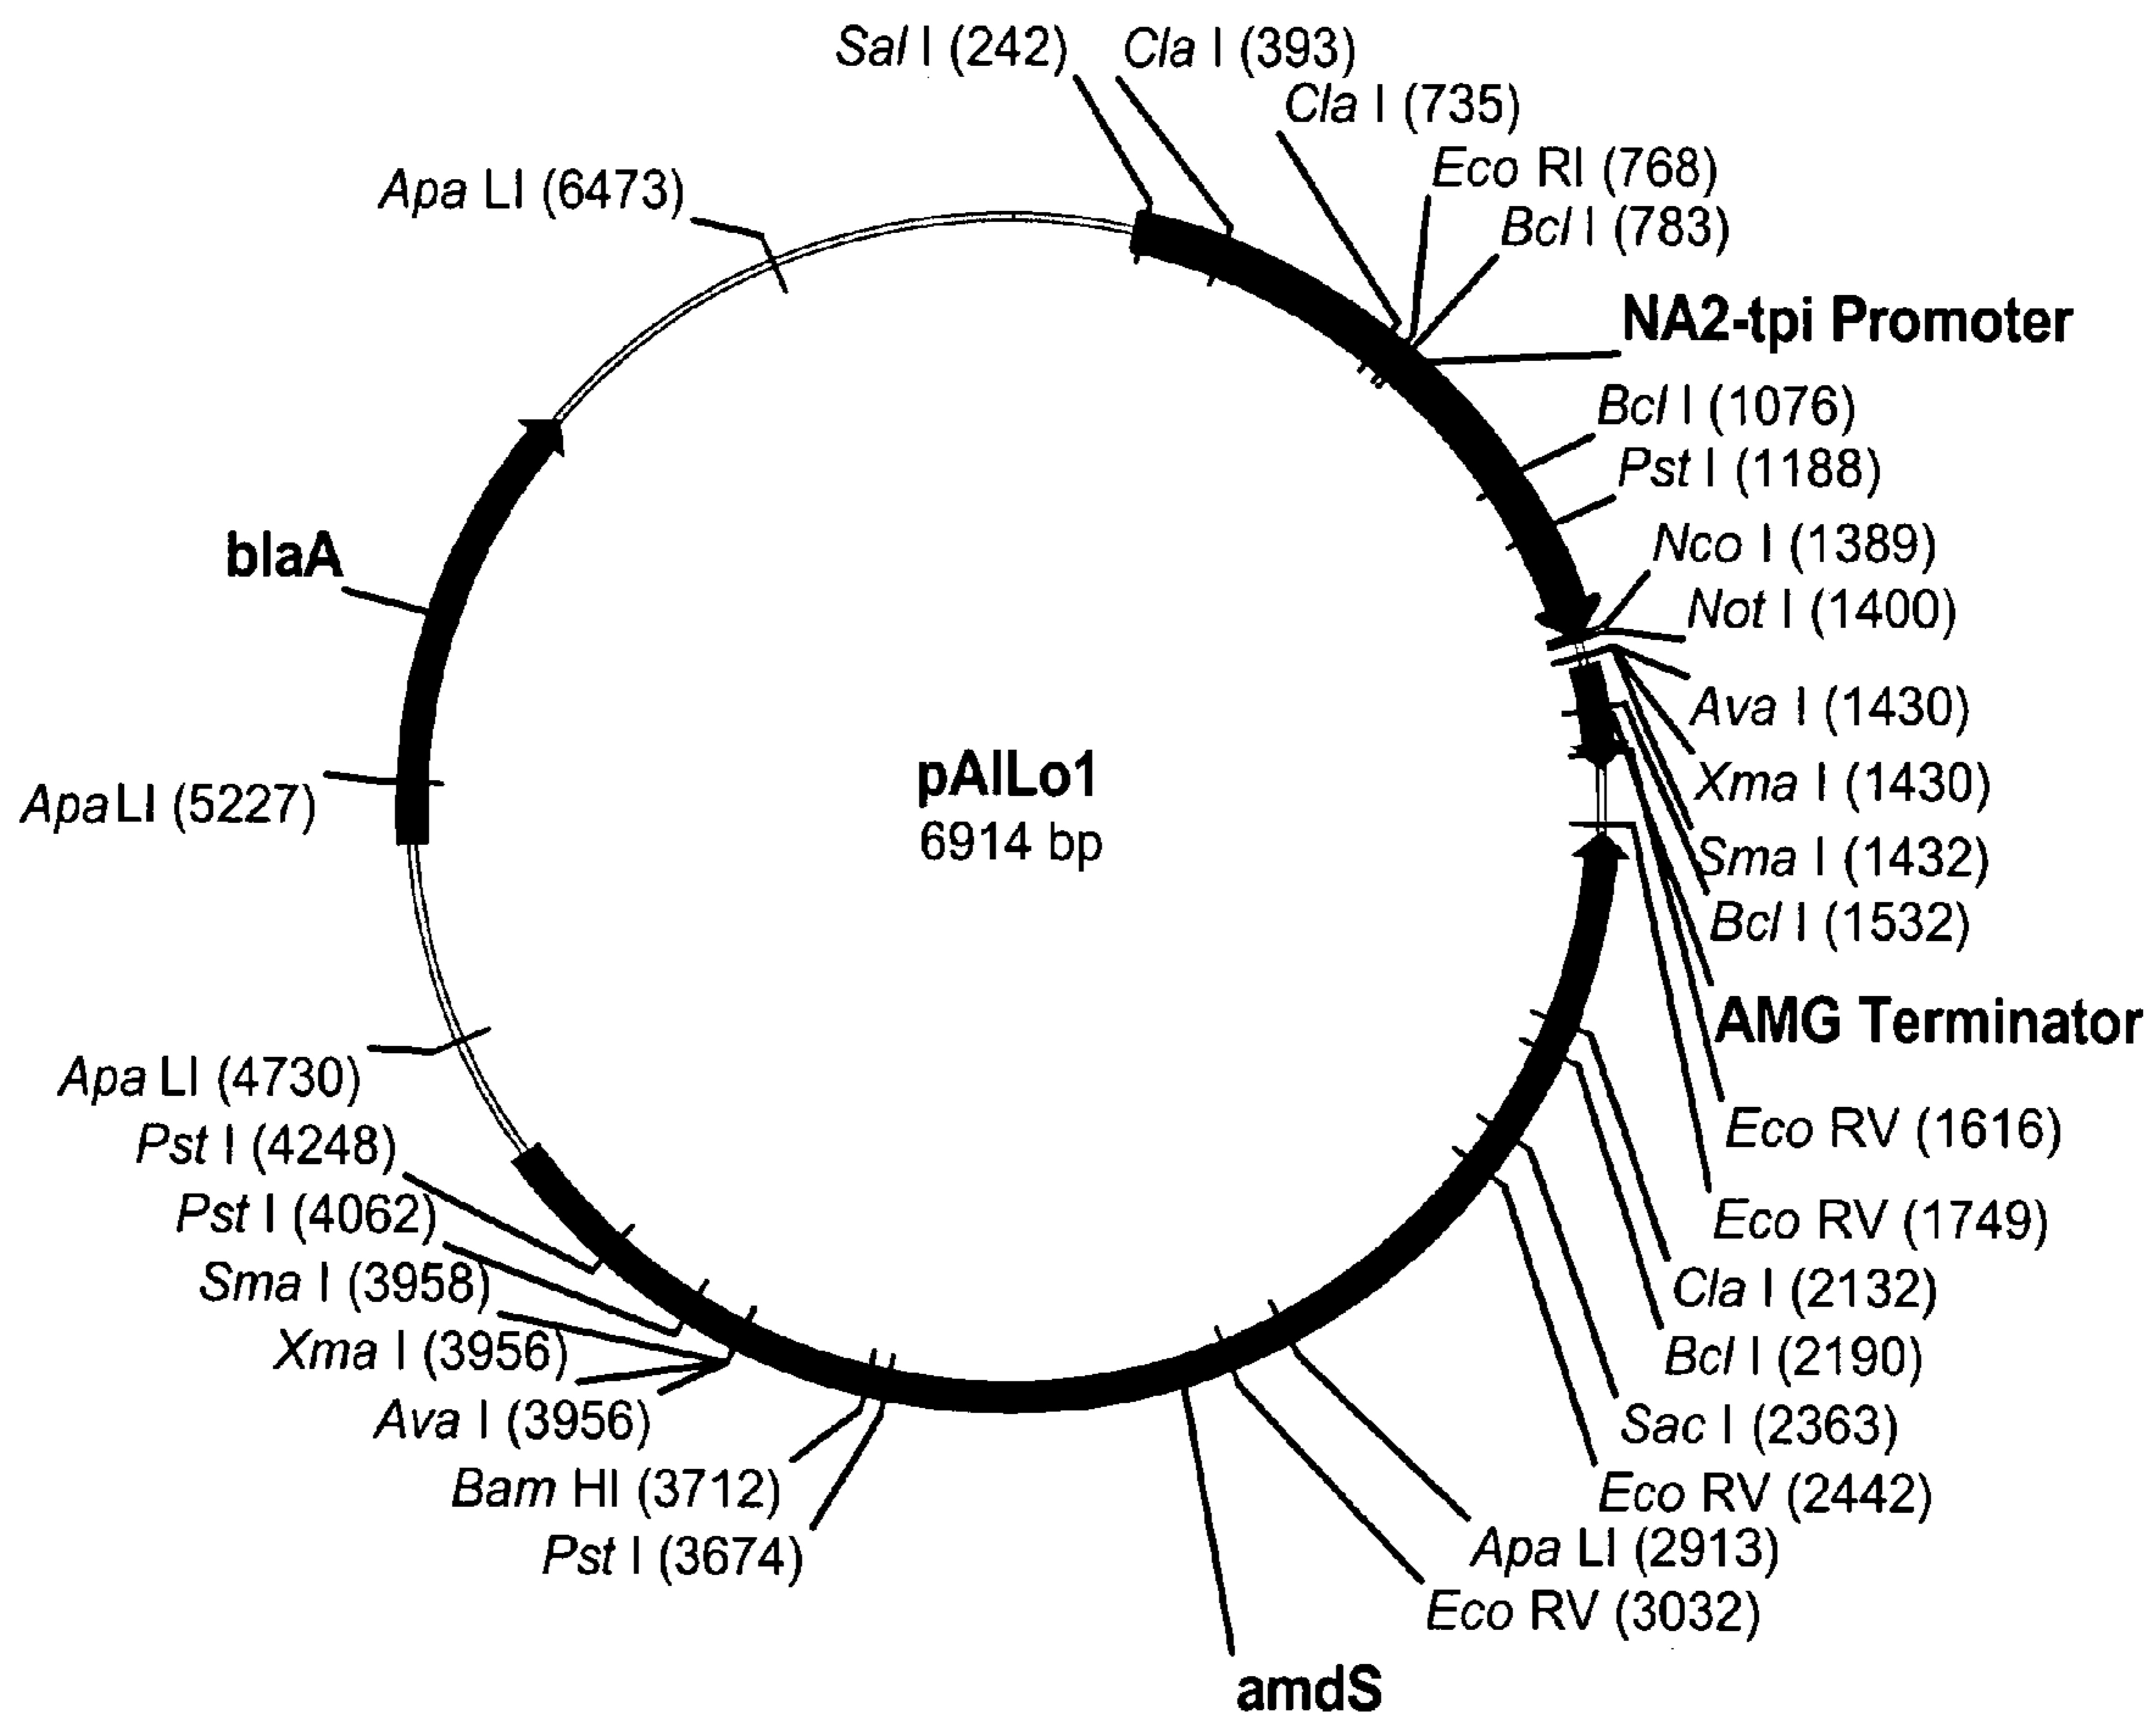 Sal I (242)
Cla I (393)
Cla I (735)
Eco RI (768)
Bcl I (783)
NA2-tpi Promoter
Bcl I (1076)
Pst I (1188)
Nco I (1389)
Not I (1400)
Ava I (1430)
Xma I (1430)
Sma I (1432)
Bcl I (1532)
AMG Terminator
Eco RV (1616)
Eco RV (1749)
Cla I (2132)
Bcl I (2190)
Sac I (2363)
Eco RV (2442)
Apa LI (2913)
Eco RV (3032)
amdS
Pst I (3674)
Bam HI (3712)
Ava I (3956)
Xma I (3956)
Sma I (3958)
Pst I (4062)
Pst I (4248)
Apa LI (4730)
ApaLI (5227)
blaA
Apa LI (6473)
pAlLo1
6914 bp